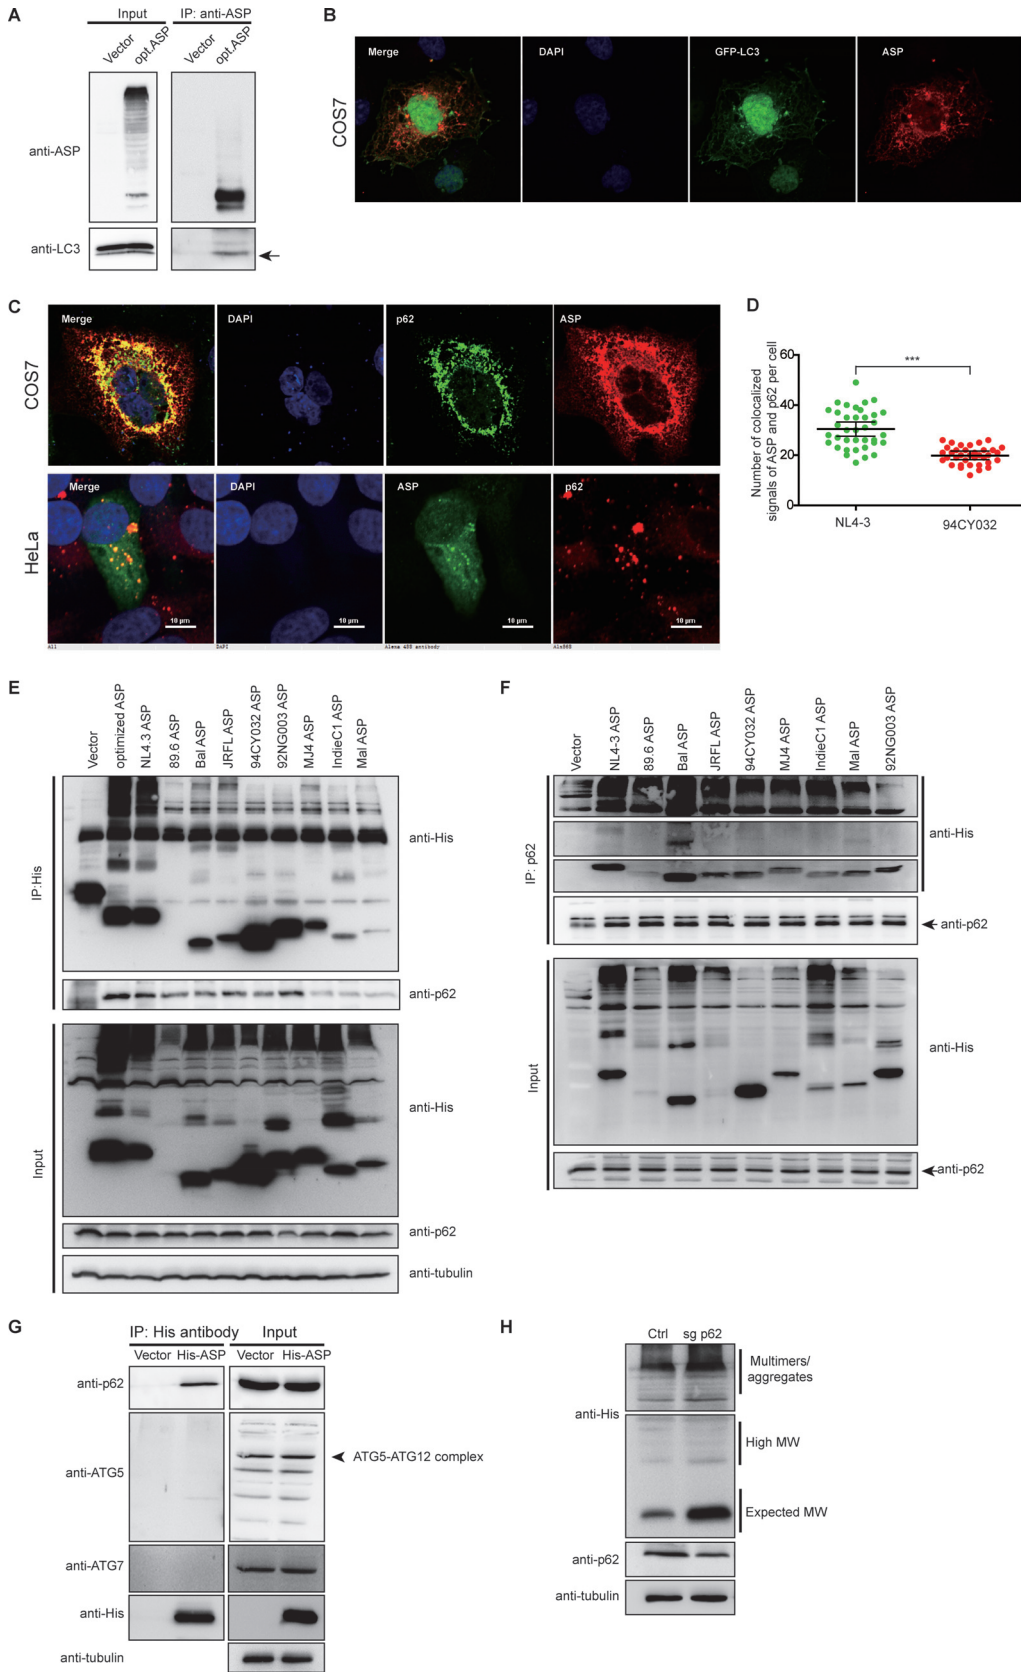 A
Input
IP: anti-ASP
Vector
opt.ASP
Vector
opt.ASP
anti-ASP
anti-LC3
B
COS7
Merge
DAPI
GFP-LC3
ASP
C
COS7
Merge
DAPI
p62
ASP
HeLa
Merge
DAPI
ASP
p62
10 µm
10 µm
10 µm
10 µm
All
DAPI
D
Number of colocalized
signals of ASP and p62 per cell
60
40
20
0
***
NL4-3
94CY032
E
Vector
optimized ASP
NL4.3 ASP
89.6 ASP
Bal ASP
JRFL ASP
94CY032 ASP
92NG003 ASP
MJ4 ASP
IndieC1 ASP
Mal ASP
IP:His
anti-His
anti-p62
Input
anti-His
anti-p62
anti-tubulin
F
Vector
NL4-3 ASP
89.6 ASP
Bal ASP
JRFL ASP
94CY032 ASP
MJ4 ASP
IndieC1 ASP
Mal ASP
92NG003 ASP
IP: p62
anti-His
anti-p62
Input
anti-His
anti-p62
G
IP: His antibody
Input
Vector His-ASP
Vector His-ASP
anti-p62
anti-ATG5
ATG5-ATG12 complex
anti-ATG7
anti-His
anti-tubulin
H
Ctrl
sg p62
anti-His
Multimers/
aggregates
High MW
Expected MW
anti-p62
anti-tubulin